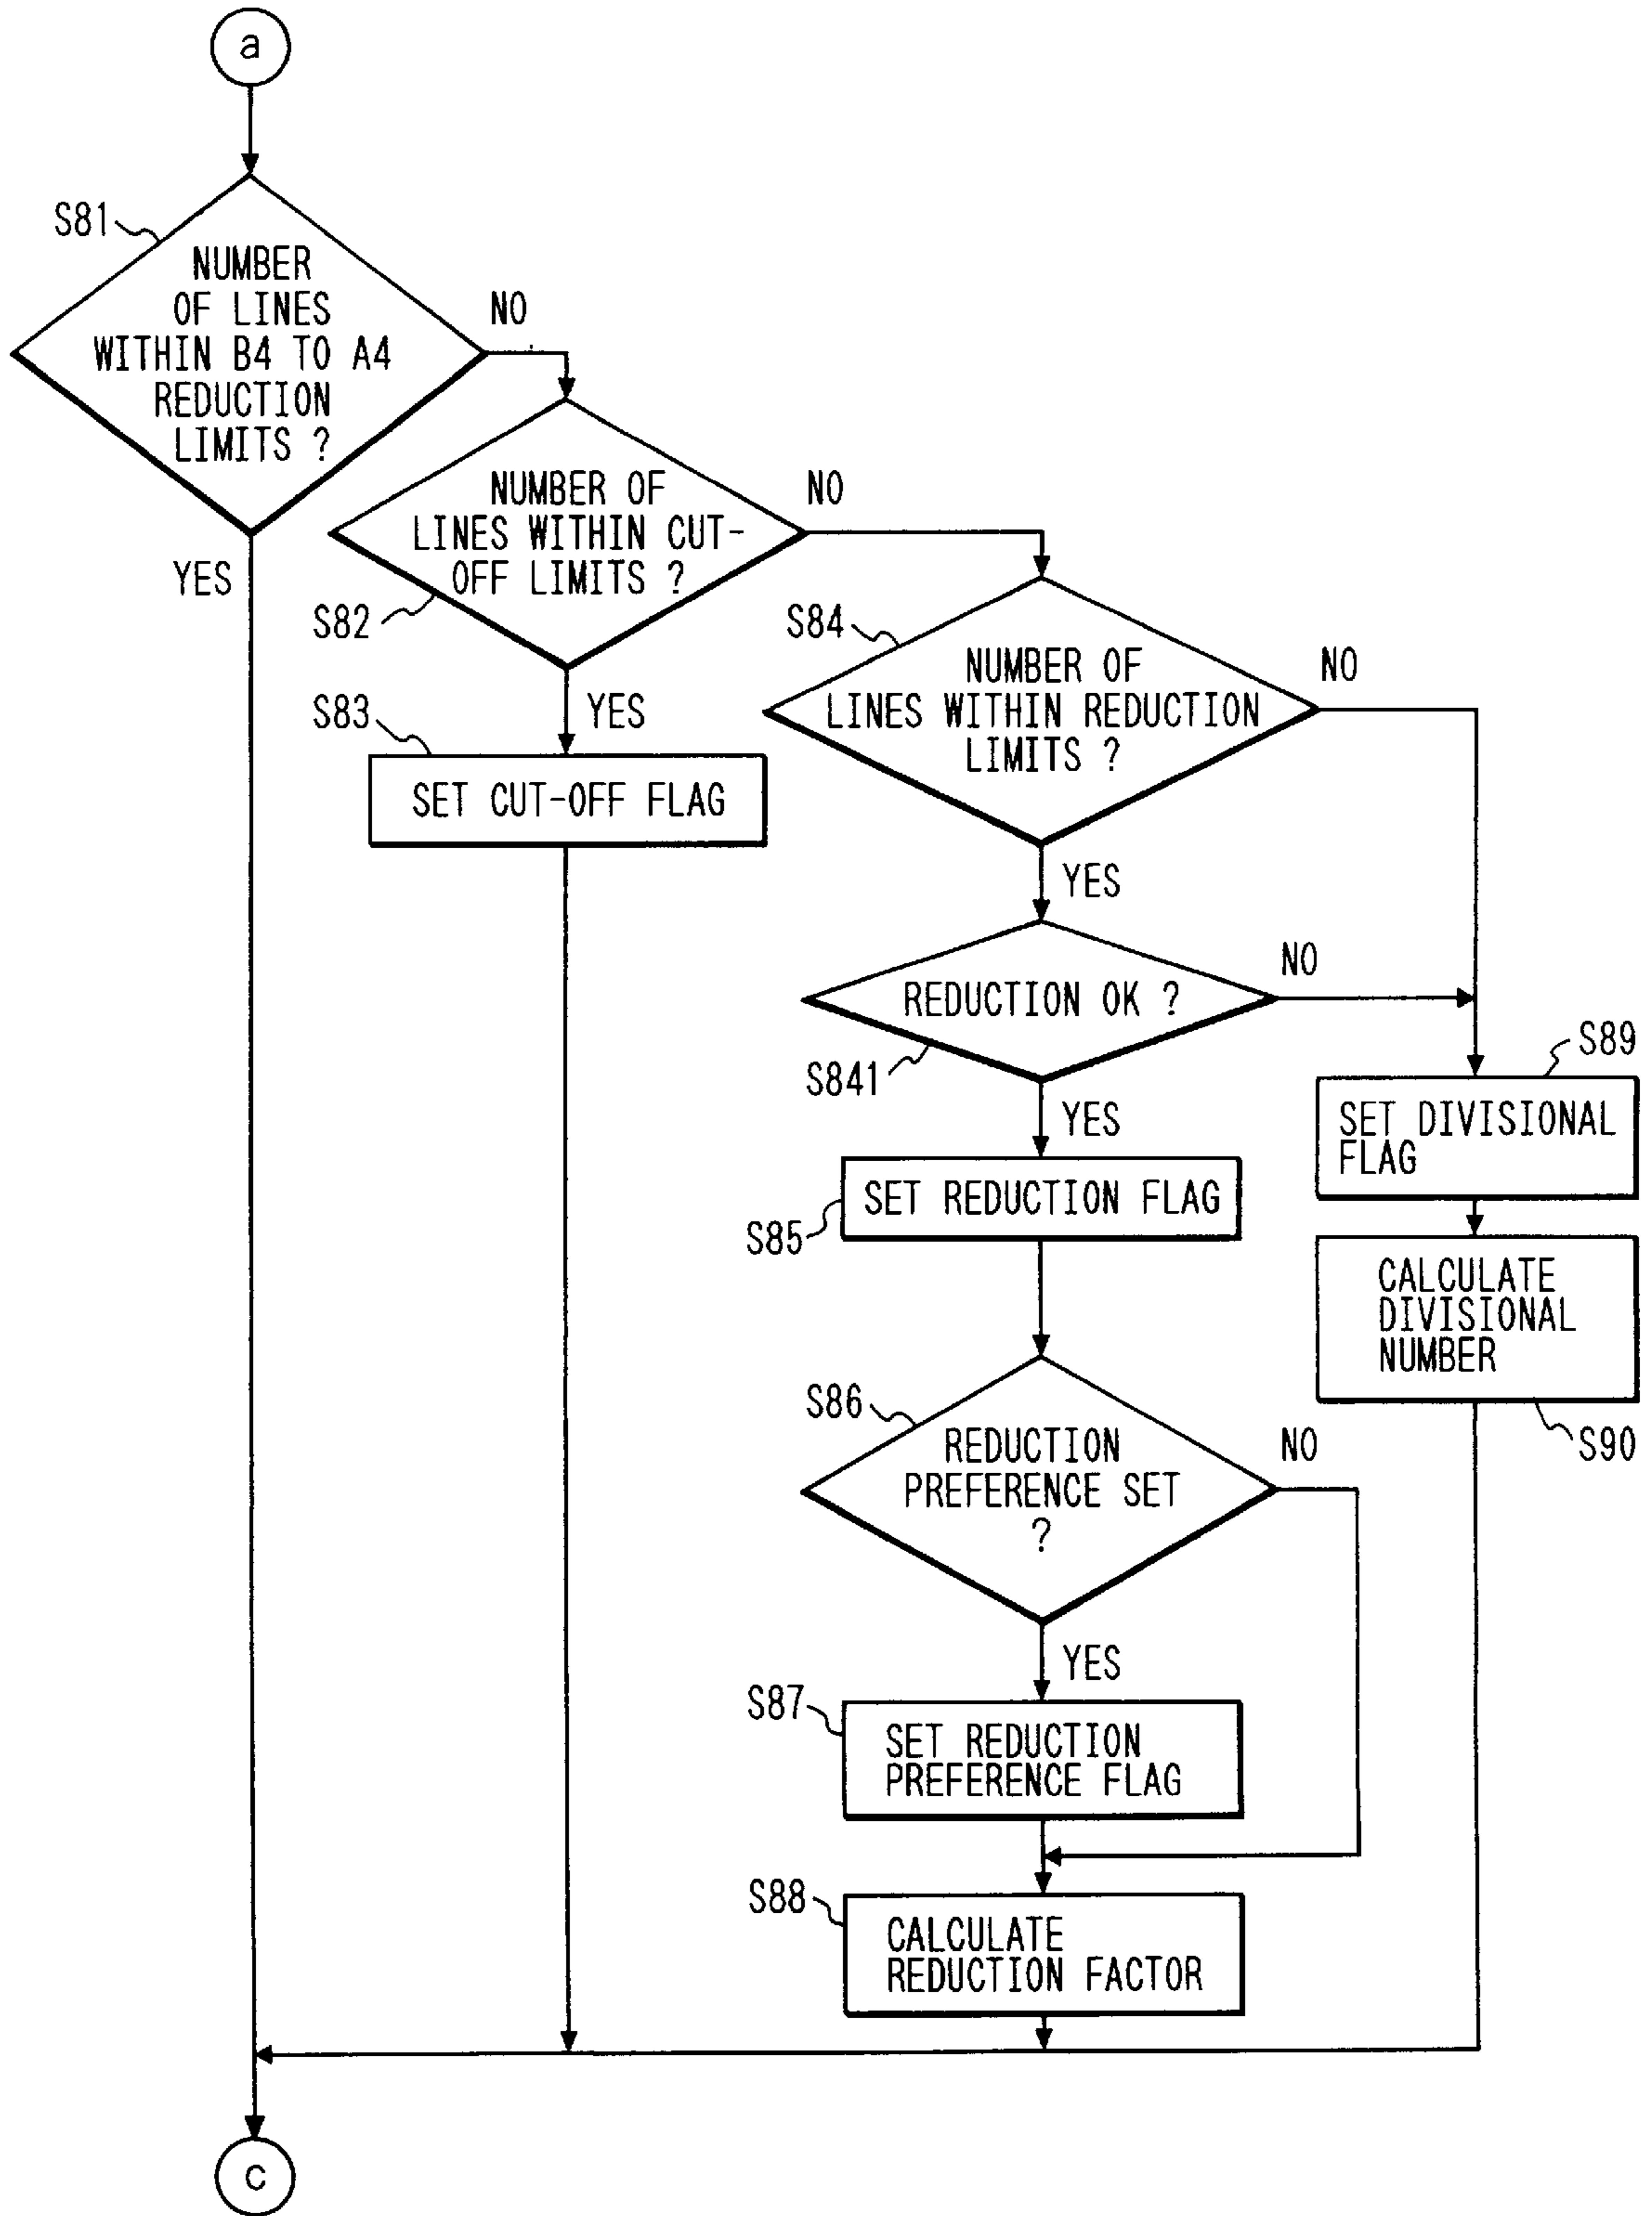 a
S81
NUMBER
OF LINES
WITHIN B4 TO A4
REDUCTION
LIMITS ?
NO
YES
NUMBER OF
LINES WITHIN CUT-
OFF LIMITS ?
NO
S82
YES
S83
SET CUT-OFF FLAG
S84
NUMBER OF
LINES WITHIN REDUCTION
LIMITS ?
NO
YES
REDUCTION OK ?
NO
S841
YES
S89
SET DIVISIONAL
FLAG
SET REDUCTION FLAG
S85
CALCULATE
DIVISIONAL
NUMBER
S90
S86
REDUCTION
PREFERENCE SET
?
NO
YES
S87
SET REDUCTION
PREFERENCE FLAG
S88
CALCULATE
REDUCTION FACTOR
c